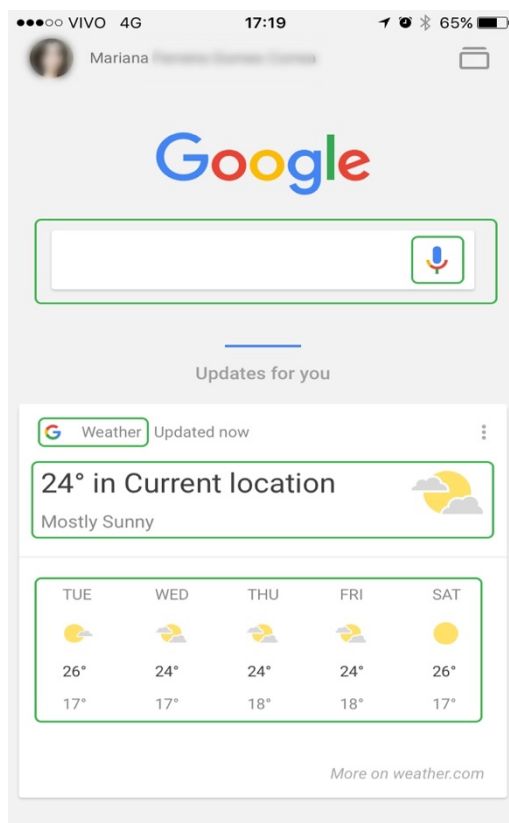 VIVO 4G 17:19 65%
Mariana
Google
Updates for you
G Weather Updated now
24° in Current location
Mostly Sunny
TUE WED THU FRI SAT
26° 24° 24° 24° 26°
17° 17° 18° 18° 17°
More on weather.com